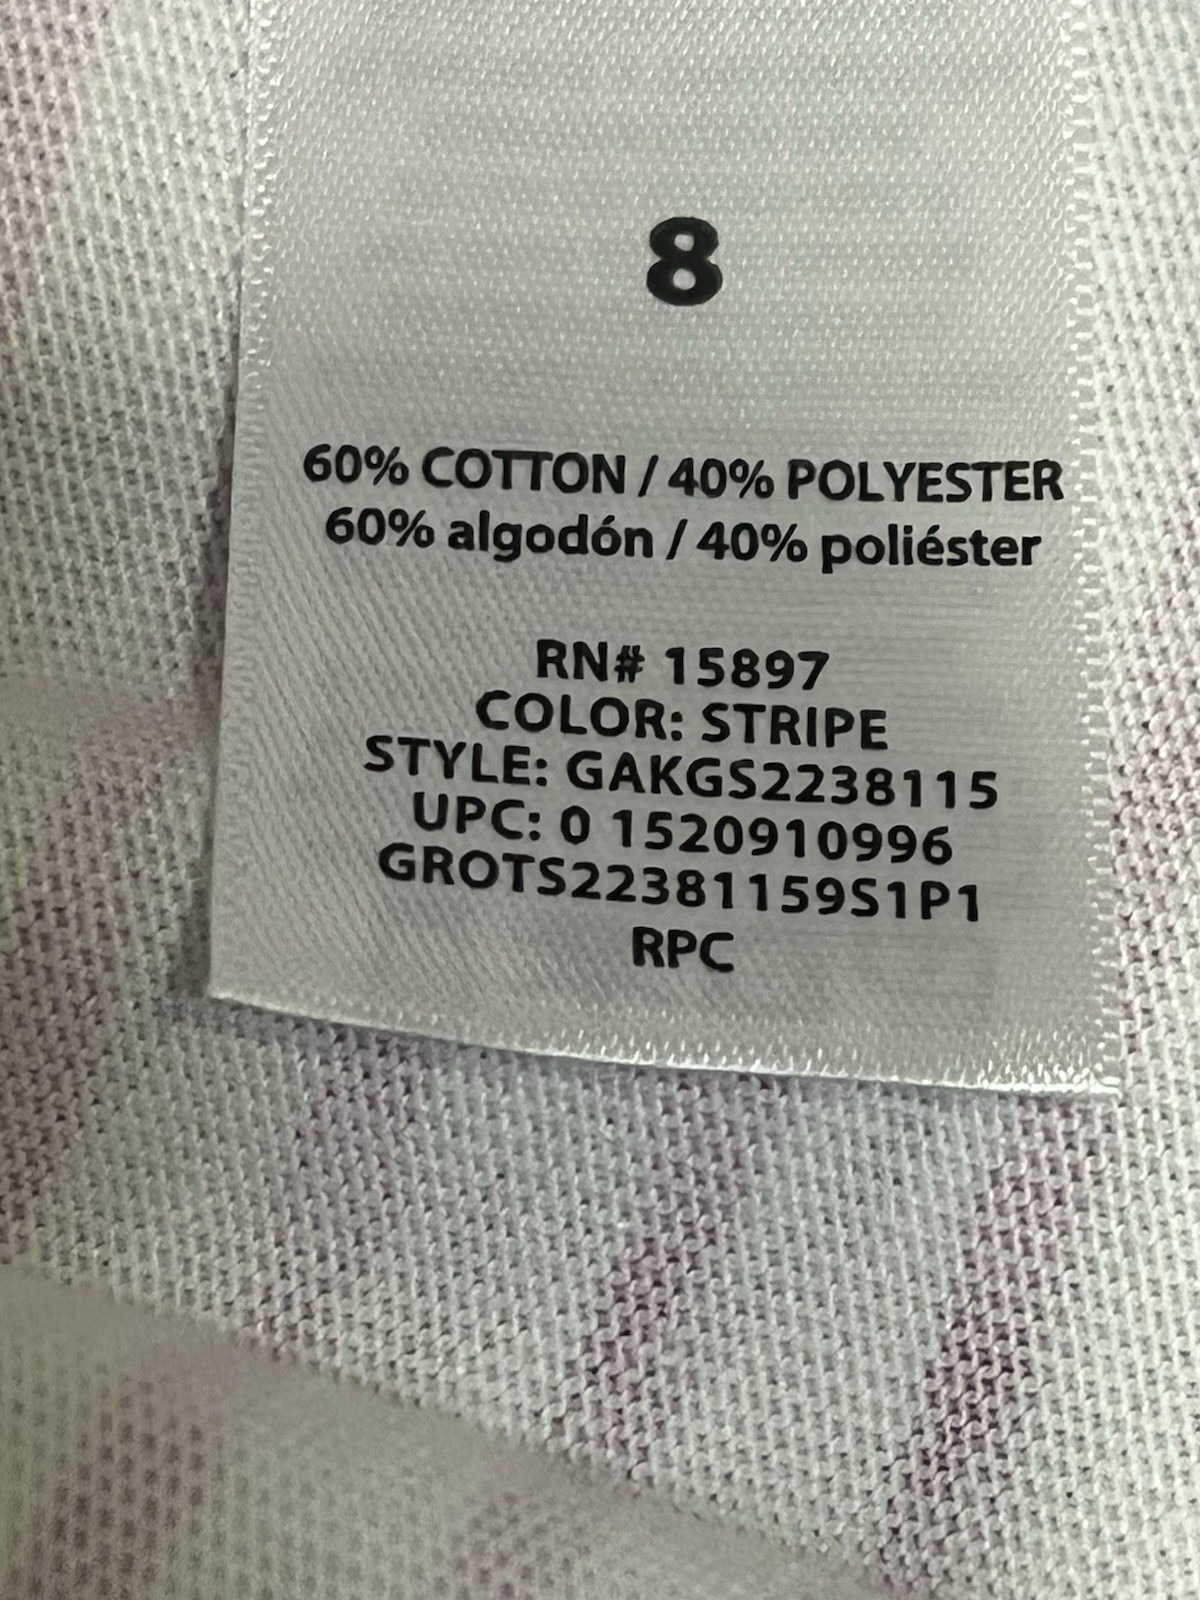 8
60% COTTON / 40% POLYESTER
60% algodón / 40% poliéster
RN# 15897
COLOR: STRIPE
STYLE: GAKGS2238115
UPC: 0 1520910996
GROTS22381159S1P1
RPC